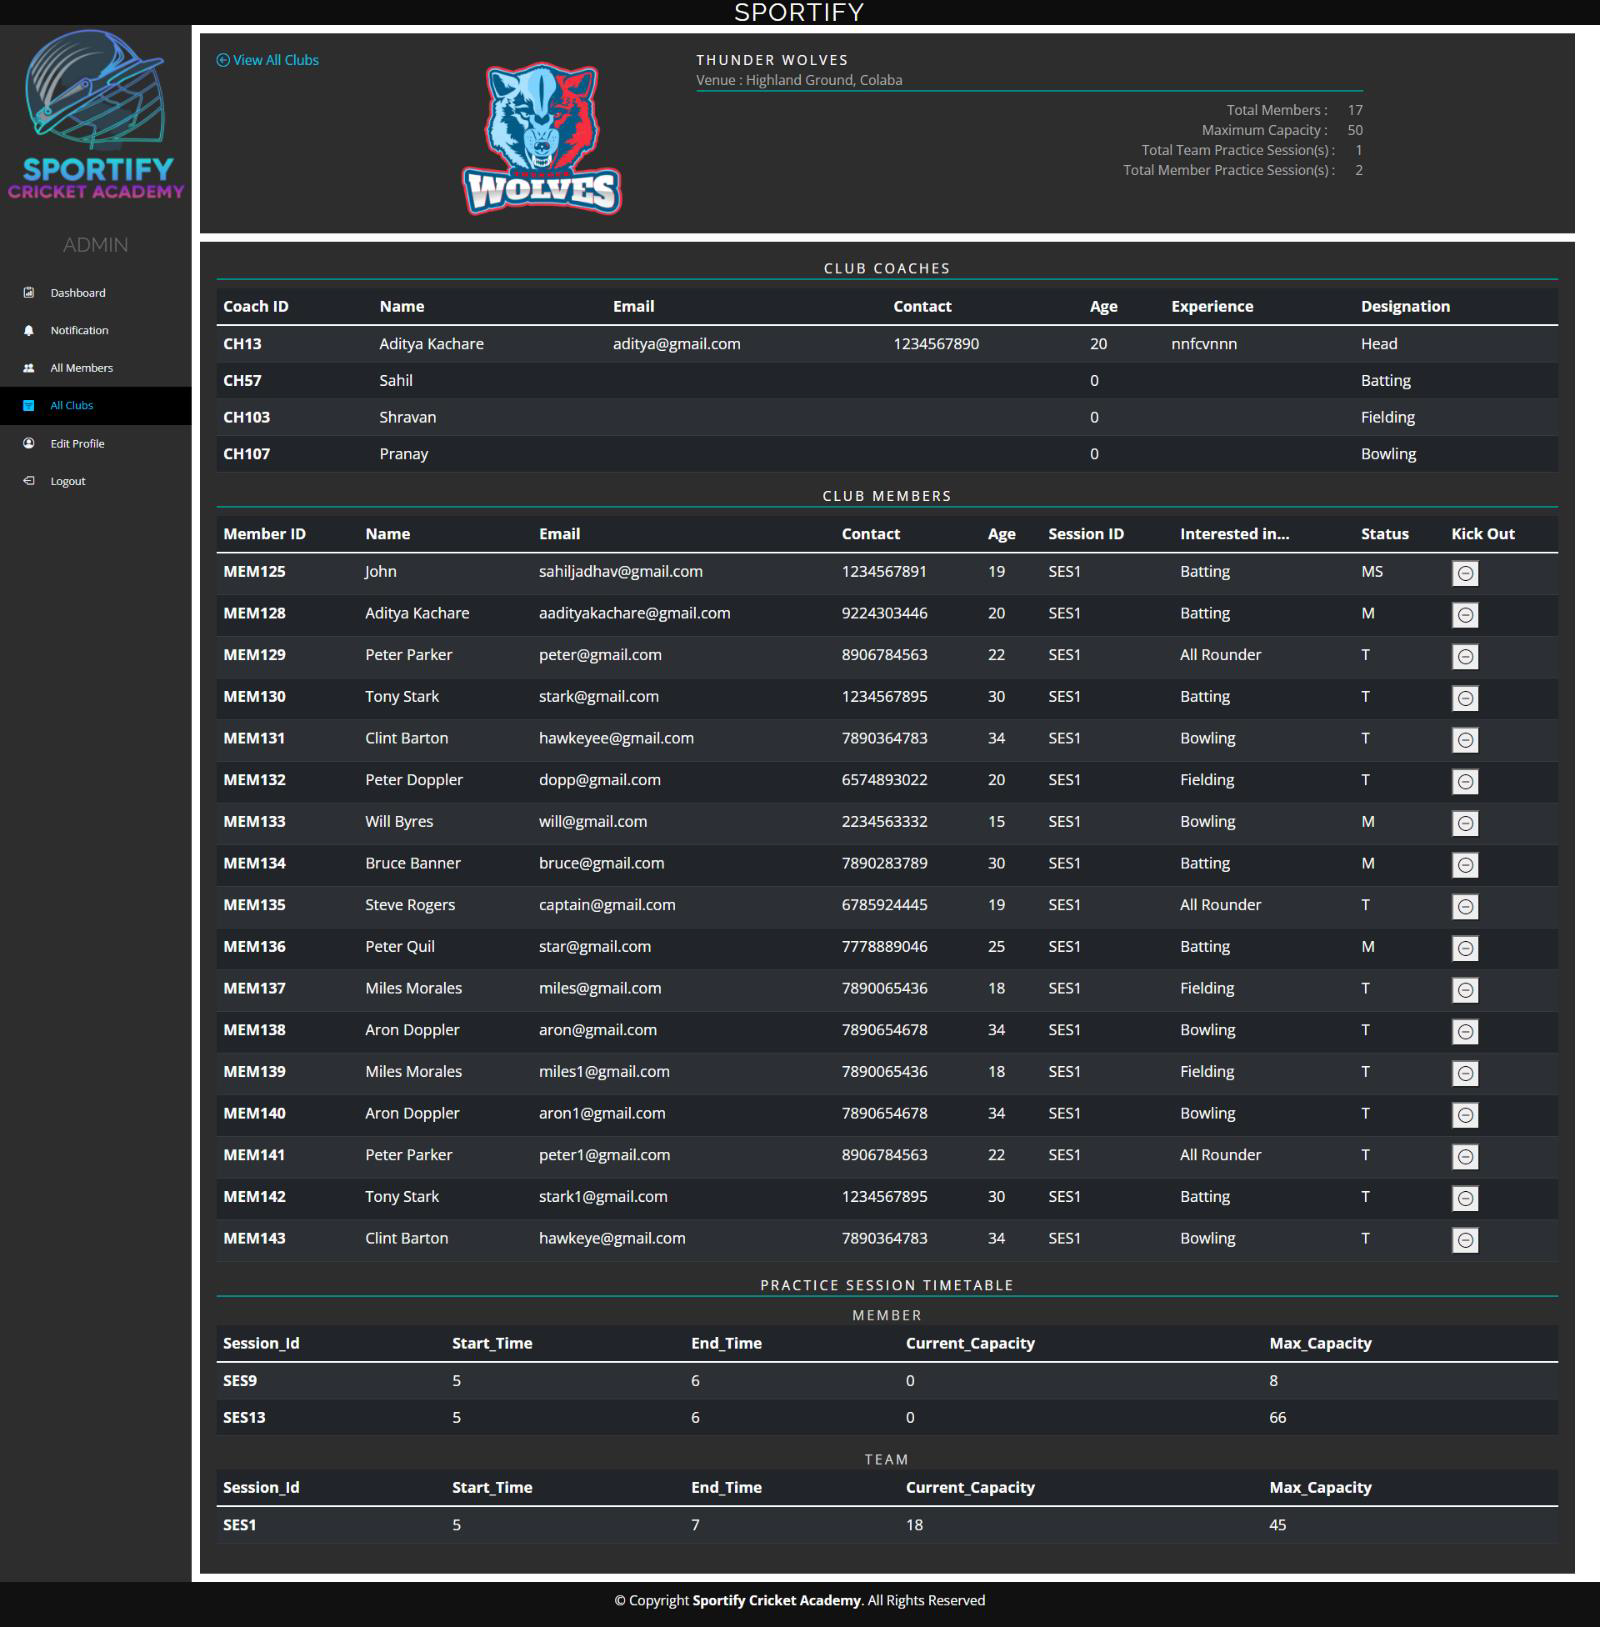 SPORTIFY
SPORTIFY
CRICKET ACADEMY
ADMIN
Dashboard
Notification
All Members
All Clubs
Edit Profile
Logout
View All Clubs
THUNDER
WOLVES
THUNDER WOLVES
Venue : Highland Ground, Colaba
Total Members : 17
Maximum Capacity : 50
Total Team Practice Session(s) : 1
Total Member Practice Session(s) : 2
CLUB COACHES
Coach ID Name Email Contact Age Experience Designation
CH13 Aditya Kachare aditya@gmail.com 1234567890 20 nnfcvnnn Head
CH57 Sahil 0 Batting
CH103 Shravan 0 Fielding
CH107 Pranay 0 Bowling
CLUB MEMBERS
Member ID Name Email Contact Age Session ID Interested in... Status Kick Out
MEM125 John sahiljadhav@gmail.com 1234567891 19 SES1 Batting MS
MEM128 Aditya Kachare aadityakachare@gmail.com 9224303446 20 SES1 Batting M
MEM129 Peter Parker peter@gmail.com 8906784563 22 SES1 All Rounder T
MEM130 Tony Stark stark@gmail.com 1234567895 30 SES1 Batting T
MEM131 Clint Barton hawkeyee@gmail.com 7890364783 34 SES1 Bowling T
MEM132 Peter Doppler dopp@gmail.com 6574893022 20 SES1 Fielding T
MEM133 Will Byres will@gmail.com 2234563332 15 SES1 Bowling M
MEM134 Bruce Banner bruce@gmail.com 7890283789 30 SES1 Batting M
MEM135 Steve Rogers captain@gmail.com 6785924445 19 SES1 All Rounder T
MEM136 Peter Quil star@gmail.com 7778889046 25 SES1 Batting M
MEM137 Miles Morales miles@gmail.com 7890065436 18 SES1 Fielding T
MEM138 Aron Doppler aron@gmail.com 7890654678 34 SES1 Bowling T
MEM139 Miles Morales miles1@gmail.com 7890065436 18 SES1 Fielding T
MEM140 Aron Doppler aron1@gmail.com 7890654678 34 SES1 Bowling T
MEM141 Peter Parker peter1@gmail.com 8906784563 22 SES1 All Rounder T
MEM142 Tony Stark stark1@gmail.com 1234567895 30 SES1 Batting T
MEM143 Clint Barton hawkeye@gmail.com 7890364783 34 SES1 Bowling T
PRACTICE SESSION TIMETABLE
MEMBER
Session_Id Start_Time End_Time Current_Capacity Max_Capacity
SES9 5 6 0 8
SES13 5 6 0 66
TEAM
Session_Id Start_Time End_Time Current_Capacity Max_Capacity
SES1 5 7 18 45
© Copyright Sportify Cricket Academy. All Rights Reserved